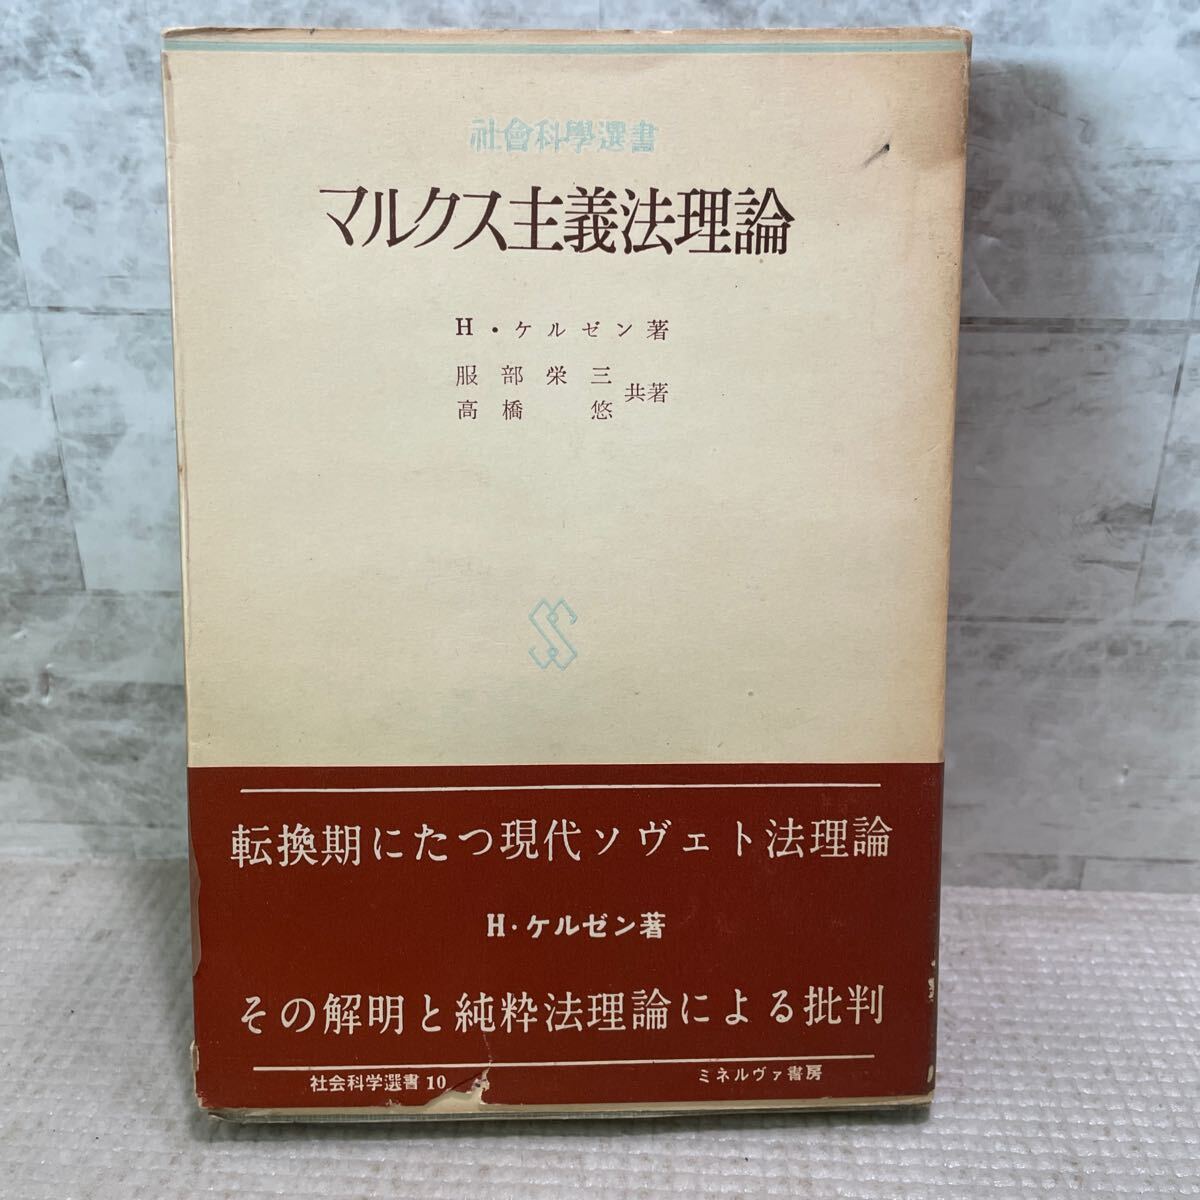 社會科學選書
マルクス主義法理論
H・ケルゼン著
服部栄三
高橋悠
共著
転換期にたつ現代ソヴェト法理論
H・ケルゼン著
その解明と純粋法理論による批判
社会科学選書10
ミネルヴァ書房